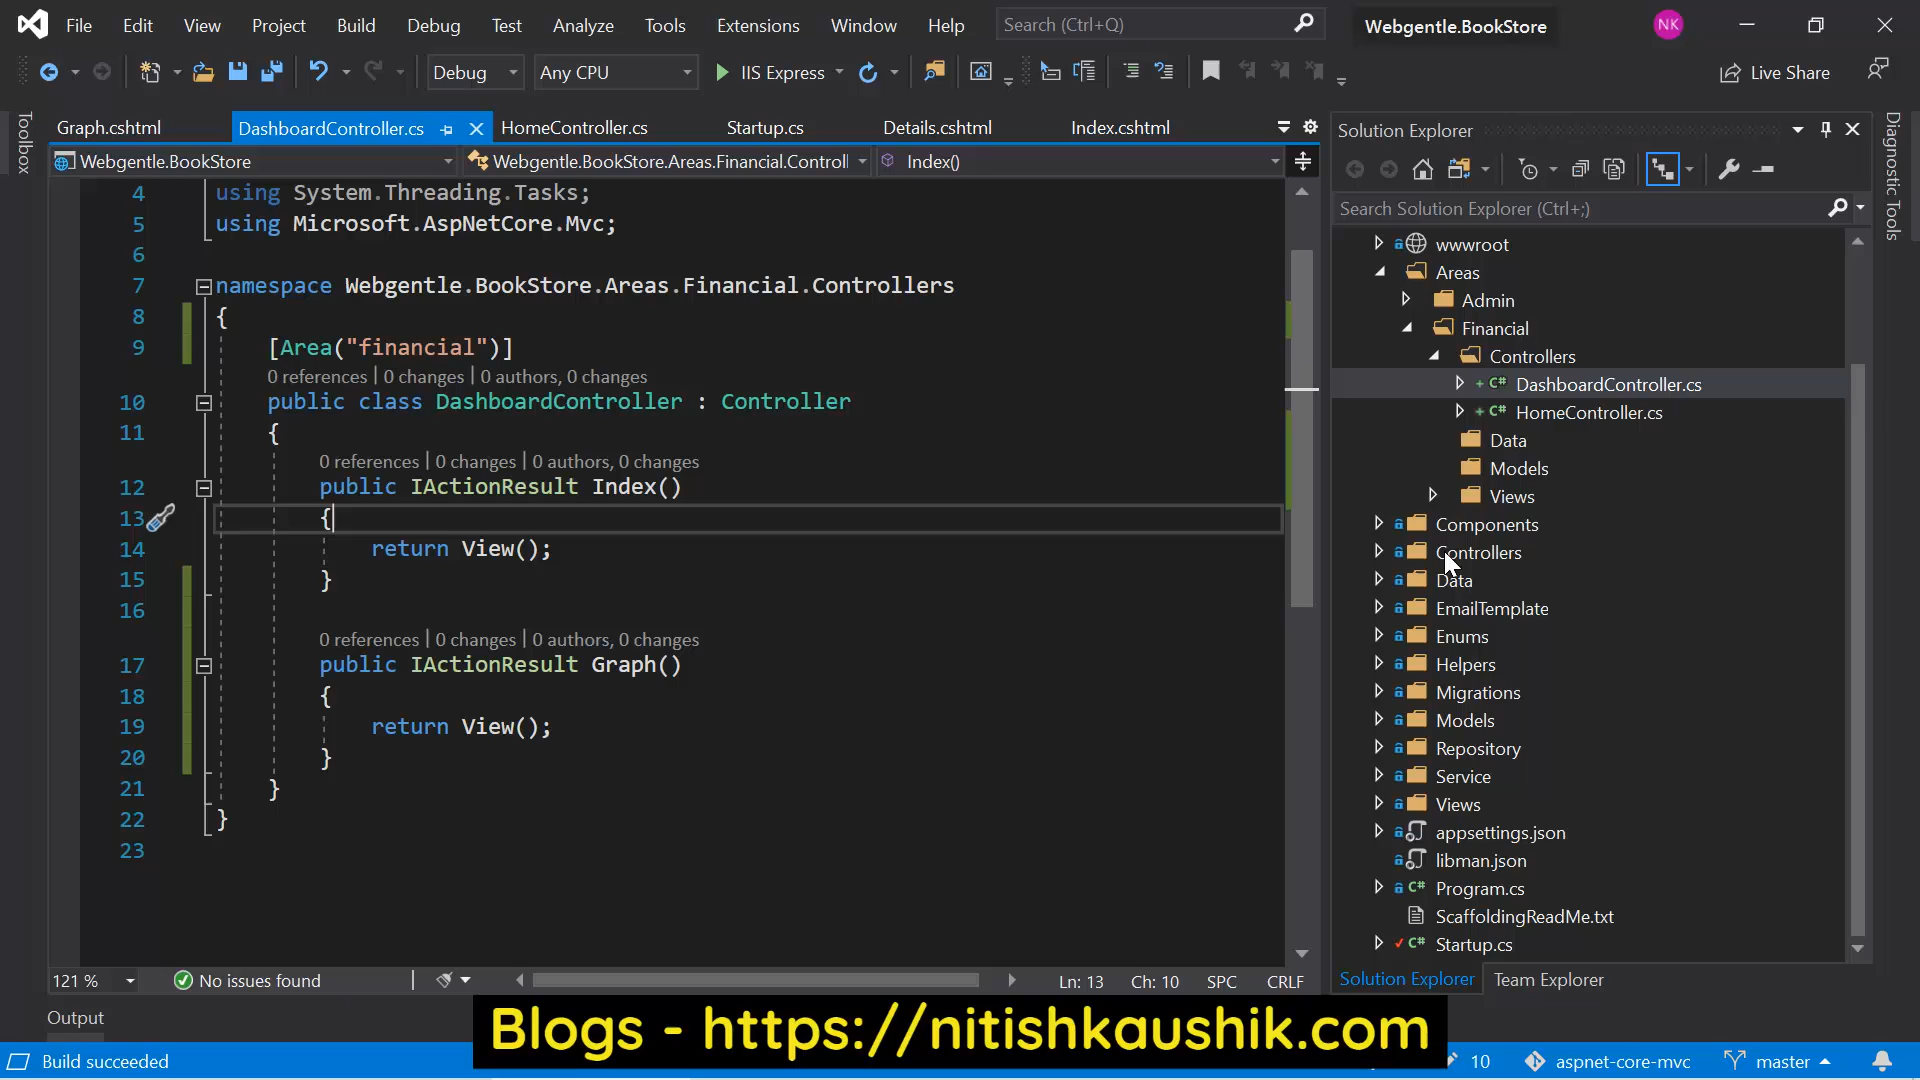 File Edit View Project Build Debug Test Analyze Tools Extensions Window Help Search (Ctrl+Q) Webgentle.BookStore NK
Debug Any CPU IIS Express Live Share
Toolbox
Graph.cshtml DashboardController.cs HomeController.cs Startup.cs Details.cshtml Index.cshtml
Webgentle.BookStore Webgentle.BookStore.Areas.Financial.Controll Index()
4 using System.Threading.Tasks;
5 using Microsoft.AspNetCore.Mvc;
6
7 namespace Webgentle.BookStore.Areas.Financial.Controllers
8 {
9 [Area("financial")]
0 references | 0 changes | 0 authors, 0 changes
10 public class DashboardController : Controller
11 {
0 references | 0 changes | 0 authors, 0 changes
12 public IActionResult Index()
13 {
14 return View();
15 }
16
0 references | 0 changes | 0 authors, 0 changes
17 public IActionResult Graph()
18 {
19 return View();
20 }
21 }
22 }
23
121 % No issues found Ln: 13 Ch: 10 SPC CRLF
Solution Explorer
Search Solution Explorer (Ctrl+;)
wwwroot
Areas
Admin
Financial
Controllers
DashboardController.cs
HomeController.cs
Data
Models
Views
Components
Controllers
Data
EmailTemplate
Enums
Helpers
Migrations
Models
Repository
Service
Views
appsettings.json
libman.json
Program.cs
ScaffoldingReadMe.txt
Startup.cs
Solution Explorer Team Explorer
Diagnostic Tools
Output
Blogs - https://nitishkaushik.com
Build succeeded 10 aspnet-core-mvc master